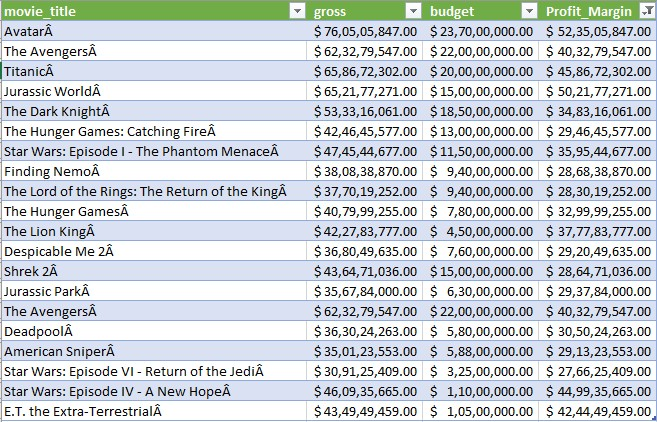 movie_title gross budget Profit_Margin
AvatarÂ $ 76,05,05,847.00 $ 23,70,00,000.00 $ 52,35,05,847.00
The AvengersÂ $ 62,32,79,547.00 $ 22,00,00,000.00 $ 40,32,79,547.00
TitanicÂ $ 65,86,72,302.00 $ 20,00,00,000.00 $ 45,86,72,302.00
Jurassic WorldÂ $ 65,21,77,271.00 $ 15,00,00,000.00 $ 50,21,77,271.00
The Dark KnightÂ $ 53,33,16,061.00 $ 18,50,00,000.00 $ 34,83,16,061.00
The Hunger Games: Catching FireÂ $ 42,46,45,577.00 $ 13,00,00,000.00 $ 29,46,45,577.00
Star Wars: Episode I - The Phantom MenaceÂ $ 47,45,44,677.00 $ 11,50,00,000.00 $ 35,95,44,677.00
Finding NemoÂ $ 38,08,38,870.00 $ 9,40,00,000.00 $ 28,68,38,870.00
The Lord of the Rings: The Return of the KingÂ $ 37,70,19,252.00 $ 9,40,00,000.00 $ 28,30,19,252.00
The Hunger GamesÂ $ 40,79,99,255.00 $ 7,80,00,000.00 $ 32,99,99,255.00
The Lion KingÂ $ 42,27,83,777.00 $ 4,50,00,000.00 $ 37,77,83,777.00
Despicable Me 2Â $ 36,80,49,635.00 $ 7,60,00,000.00 $ 29,20,49,635.00
Shrek 2Â $ 43,64,71,036.00 $ 15,00,00,000.00 $ 28,64,71,036.00
Jurassic ParkÂ $ 35,67,84,000.00 $ 6,30,00,000.00 $ 29,37,84,000.00
The AvengersÂ $ 62,32,79,547.00 $ 22,00,00,000.00 $ 40,32,79,547.00
DeadpoolÂ $ 36,30,24,263.00 $ 5,80,00,000.00 $ 30,50,24,263.00
American SniperÂ $ 35,01,23,553.00 $ 5,88,00,000.00 $ 29,13,23,553.00
Star Wars: Episode VI - Return of the JediÂ $ 30,91,25,409.00 $ 3,25,00,000.00 $ 27,66,25,409.00
Star Wars: Episode IV - A New HopeÂ $ 46,09,35,665.00 $ 1,10,00,000.00 $ 44,99,35,665.00
E.T. the Extra-TerrestrialÂ $ 43,49,49,459.00 $ 1,05,00,000.00 $ 42,44,49,459.00